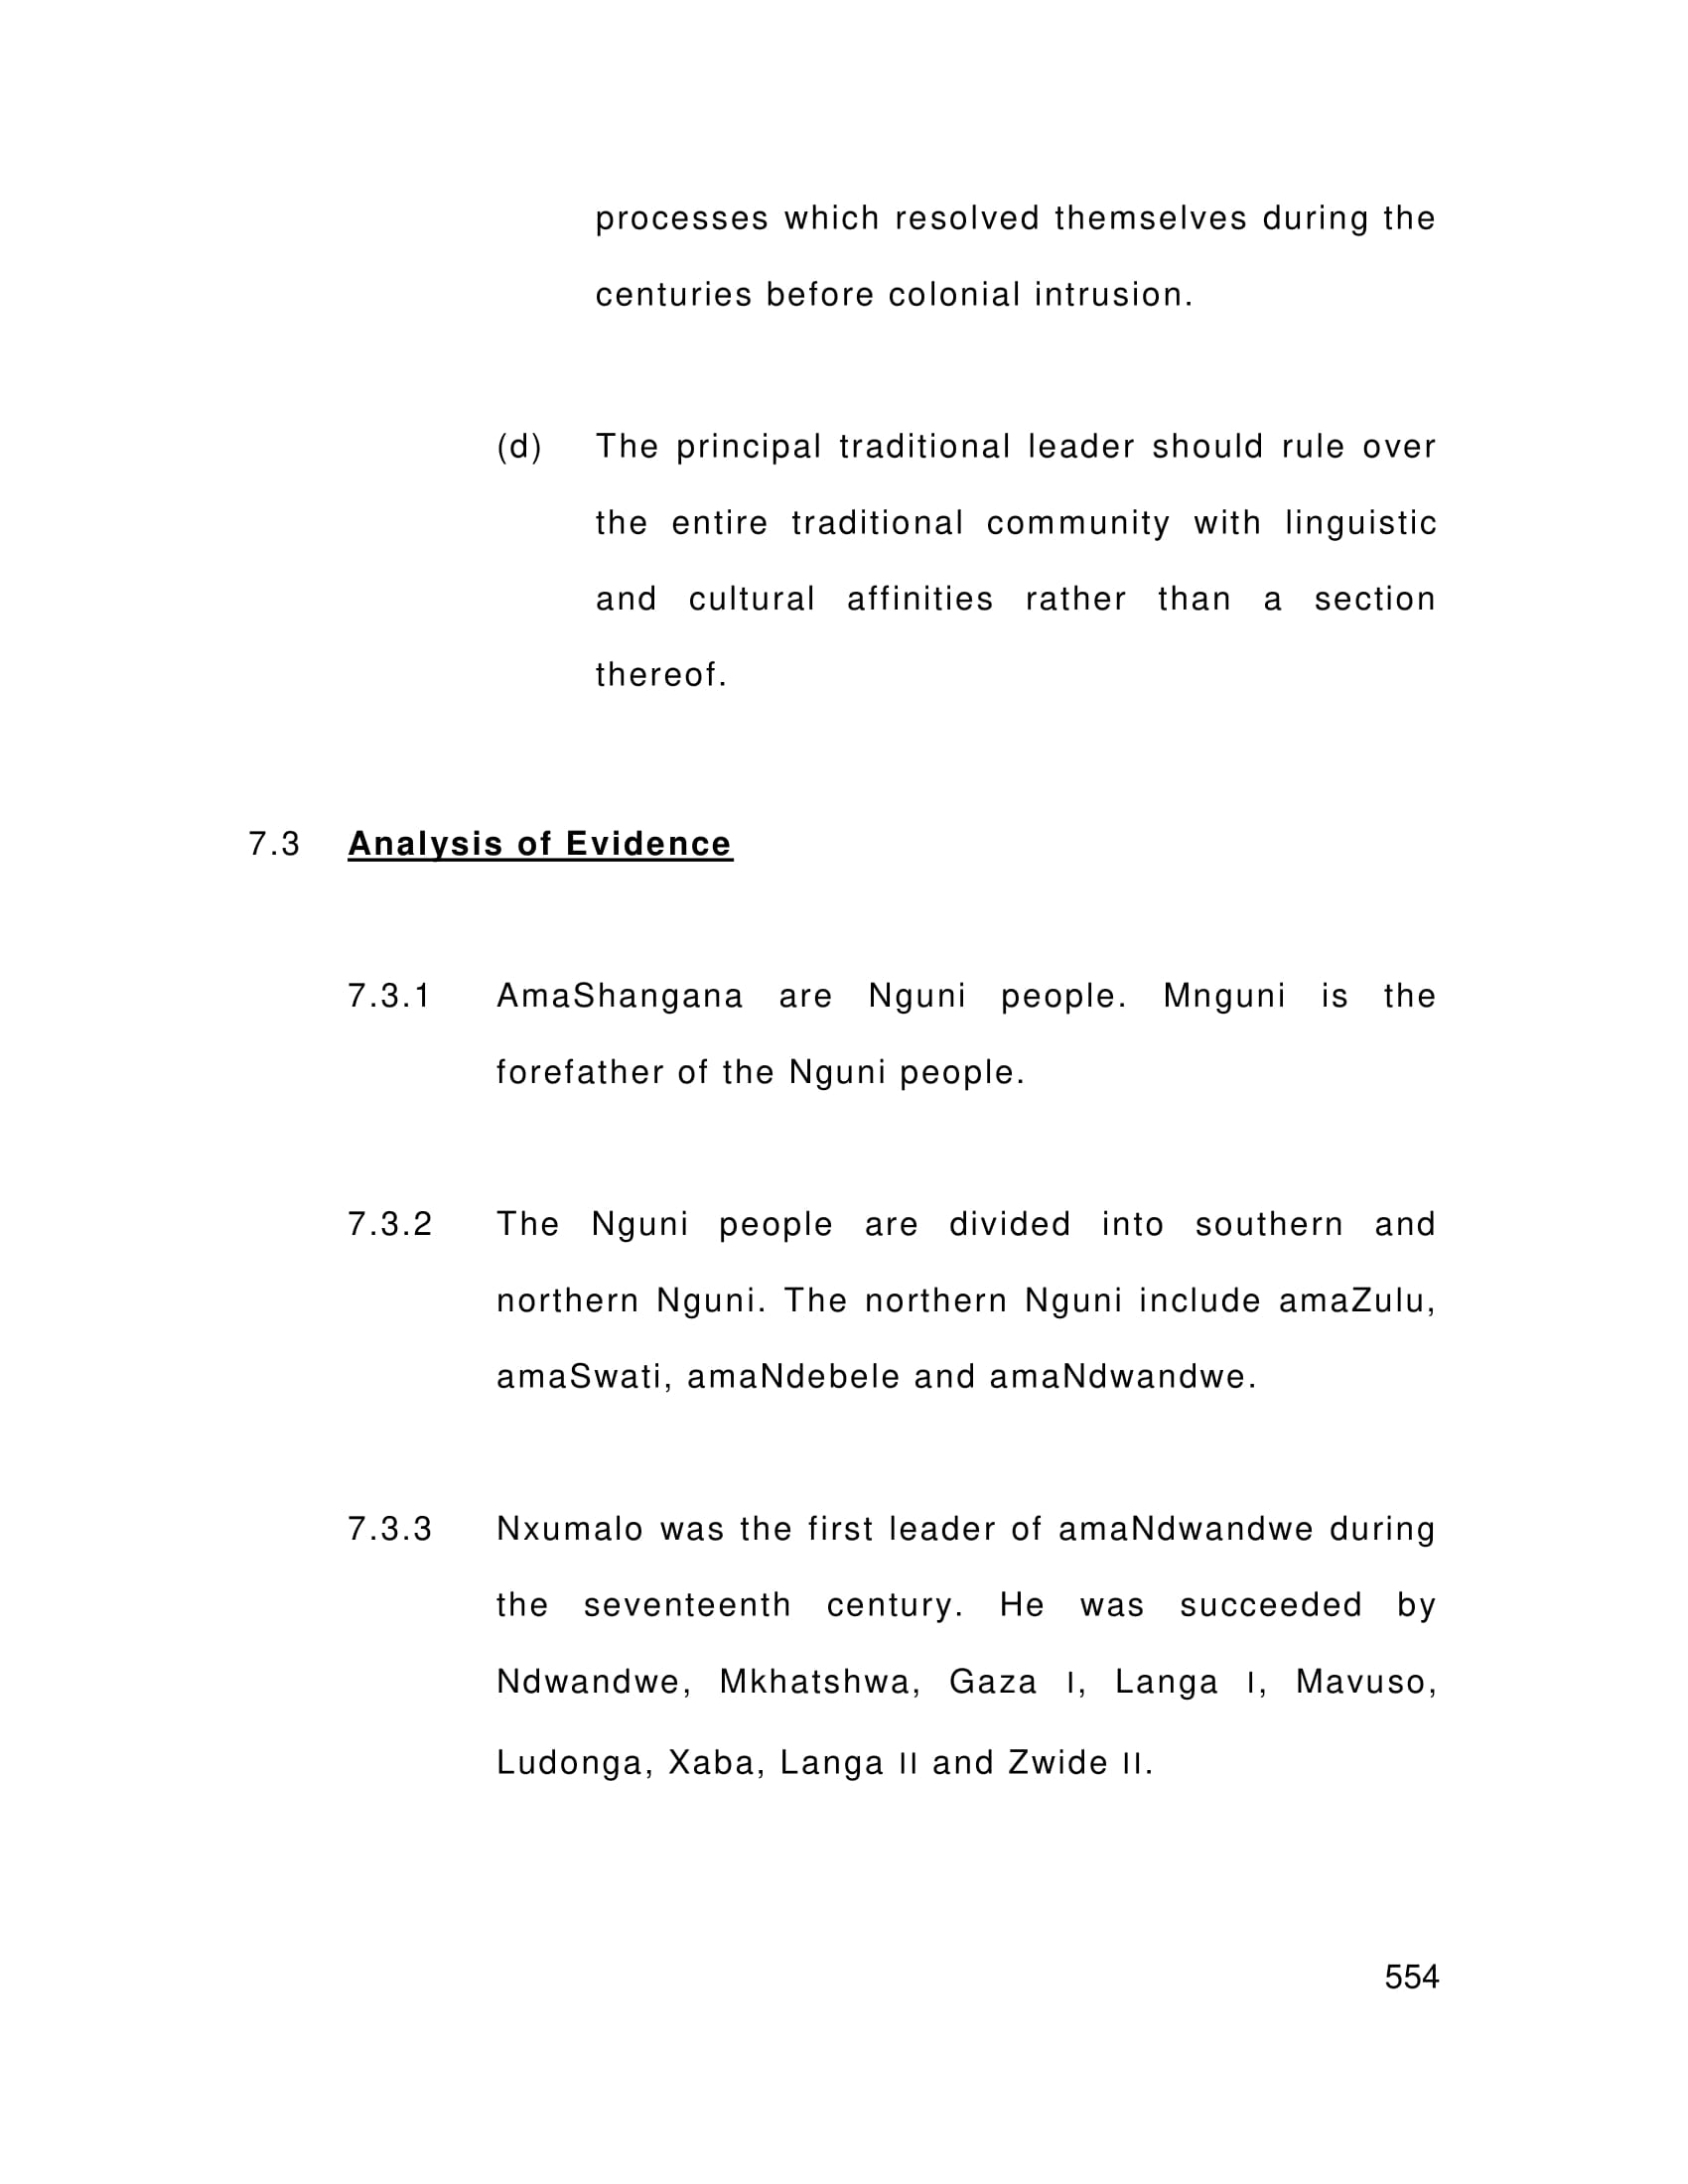 processes which resolved themselves during the
centuries before colonial intrusion.
(d) The principal traditional leader should rule over
the entire traditional community with linguistic
and cultural affinities rather than a section
thereof.
7.3 Analysis of Evidence
7.3.1 AmaShangana are Nguni people. Mnguni is the
forefather of the Nguni people.
7.3.2 The Nguni people are divided into southern and
northern Nguni. The northern Nguni include amaZulu,
amaSwati, amaNdebele and amaNdwandwe.
7.3.3 Nxumalo was the first leader of amaNdwandwe during
the seventeenth century. He was succeeded by
Ndwandwe, Mkhatshwa, Gaza I, Langa I, Mavuso,
Ludonga, Xaba, Langa II and Zwide II.
554